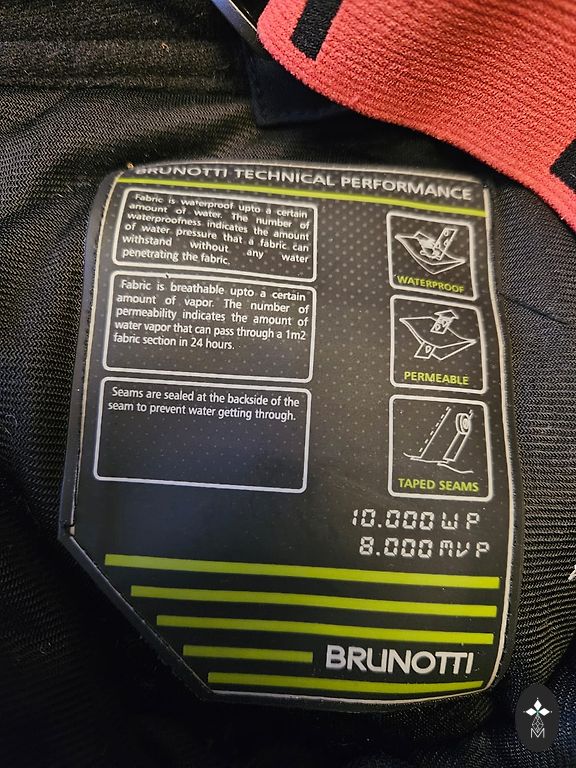 BRUNOTTI TECHNICAL PERFORMANCE
Fabric is waterproof upto a certain
amount of water. The number of
waterproofness indicates the amount
of water pressure that a fabric can
withstand without any water
penetrating the fabric.
WATERPROOF
Fabric is breathable upto a certain
amount of vapor. The number of
permeability indicates the amount of
water vapor that can pass through a 1m2
fabric section in 24 hours.
PERMEABLE
Seams are sealed at the backside of the
seam to prevent water getting through.
TAPED SEAMS
10.000 WP
8.000 MVP
BRUNOTTI
M